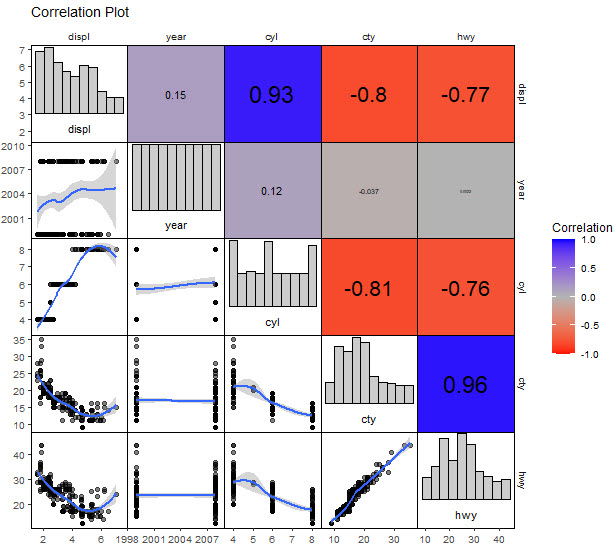 Correlation Plot
displ year cyl cty hwy
7
6
5
4
3
2
displ
0.15 0.93 -0.8 -0.77
displ
2010
2007
2004
2001
year
0.12 -0.037
year
8
7
6
5
4
cyl
-0.81 -0.76
cyl
35
30
25
20
15
10
cty
0.96
cty
40
30
20
hwy
hwy
2 4 6 1998 2001 2004 2007 4 5 6 7 8 10 20 30 10 20 30 40
Correlation
1.0
0.5
0.0
-0.5
-1.0